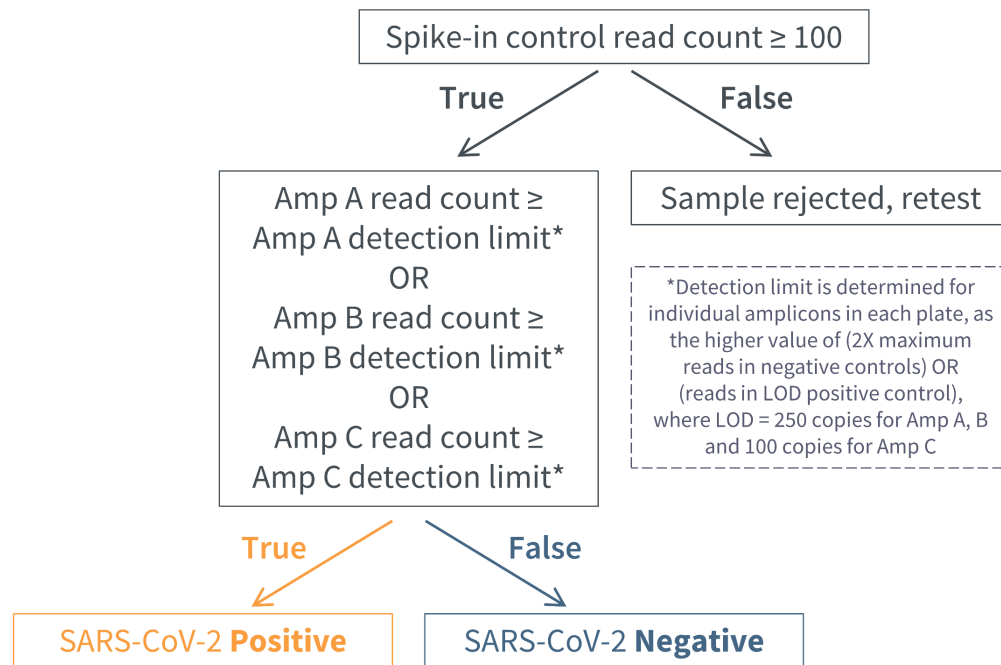 Spike-in control read count ≥ 100
True
False
Amp A read count ≥
Amp A detection limit*
OR
Amp B read count ≥
Amp B detection limit*
OR
Amp C read count ≥
Amp C detection limit*
Sample rejected, retest
*Detection limit is determined for
individual amplicons in each plate, as
the higher value of (2X maximum
reads in negative controls) OR
(reads in LOD positive control),
where LOD = 250 copies for Amp A, B
and 100 copies for Amp C
True
False
SARS-CoV-2 Positive
SARS-CoV-2 Negative